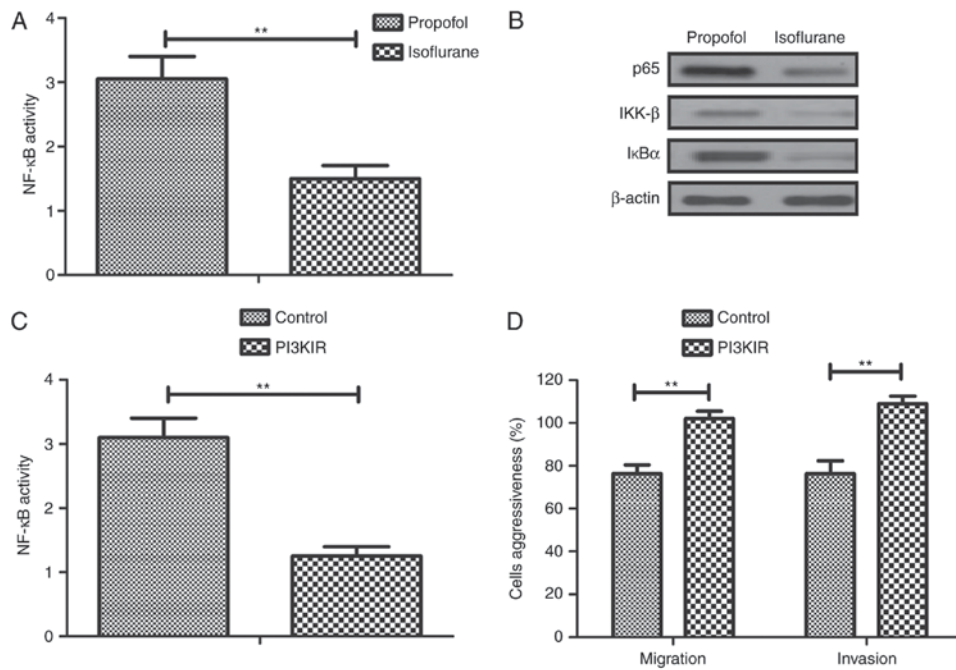 A
**
Propofol
Isoflurane
NF-κB activity
4
3
2
1
0
B
Propofol Isoflurane
p65
IKK-β
IκBα
β-actin
C
Control
PI3KIR
**
NF-κB activity
4
3
2
1
0
D
Control
PI3KIR
**
**
Cells aggressiveness (%)
120
100
80
60
40
20
0
Migration Invasion